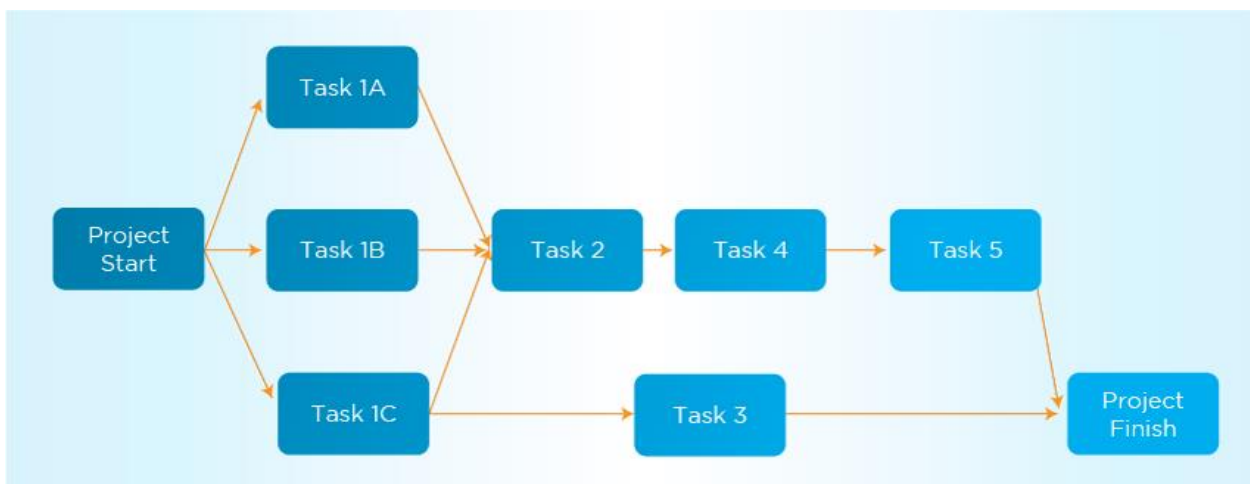 Task 1A
Project
Start
Task 1B
Task 2
Task 4
Task 5
Task 1C
Task 3
Project
Finish